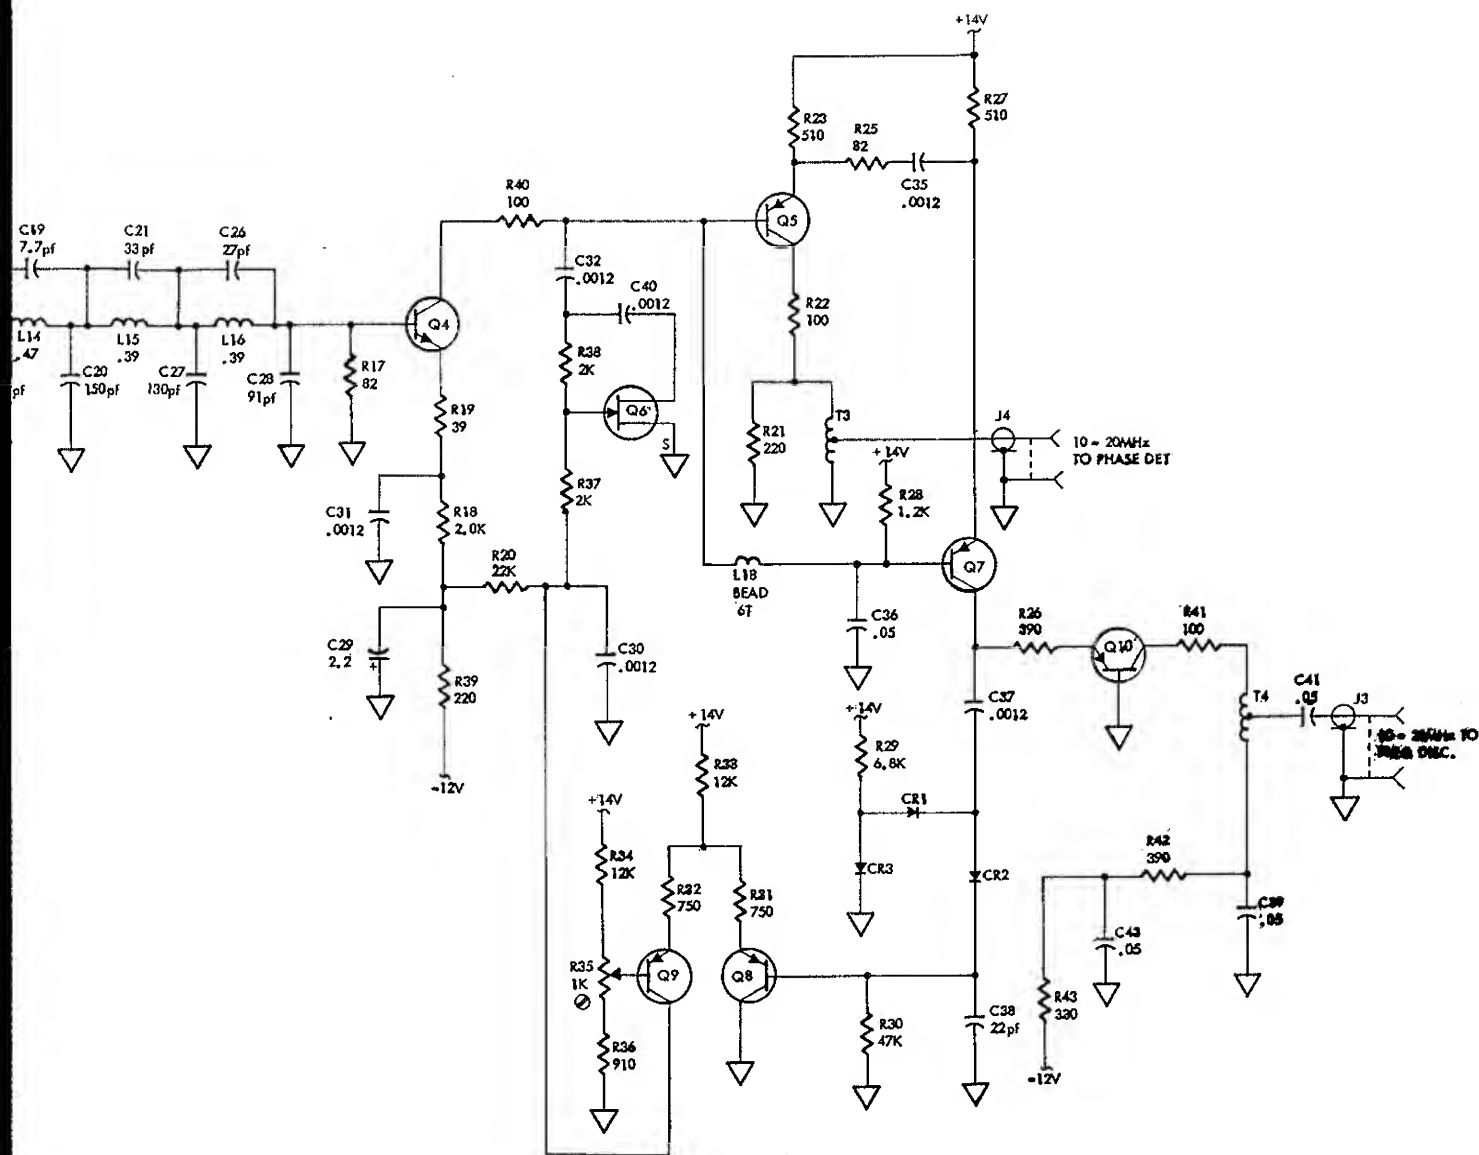 +14V
R23
510
R27
510
R25
82
C35
.0012
R40
100
Q5
C19
7.7pf
C21
33pf
C26
27pf
C32
.0012
C40
.0012
R22
100
Q4
L14
.47
L15
.39
L16
.39
R38
2K
pf
C20
150pf
C27
130pf
C28
91pf
R17
82
R19
39
Q6
S
R21
220
T3
J4
10 - 20MHz
TO PHASE DET
+14V
R28
1.2K
R37
2K
C31
.0012
R18
2.0K
R20
22K
L18
BEAD
6T
Q7
C36
.05
R26
390
Q10
R41
100
C29
2.2
+
R39
220
C30
.0012
C37
.0012
T4
C41
.05
J3
TO
-12V
+14V
R33
12K
+14V
R29
6.8K
CR1
+14V
R34
12K
R32
750
R31
750
CR3
CR2
R42
390
C39
.05
C43
.05
R35
1K
Q9
Q8
R36
910
R30
47K
C38
22pf
R43
330
-12V